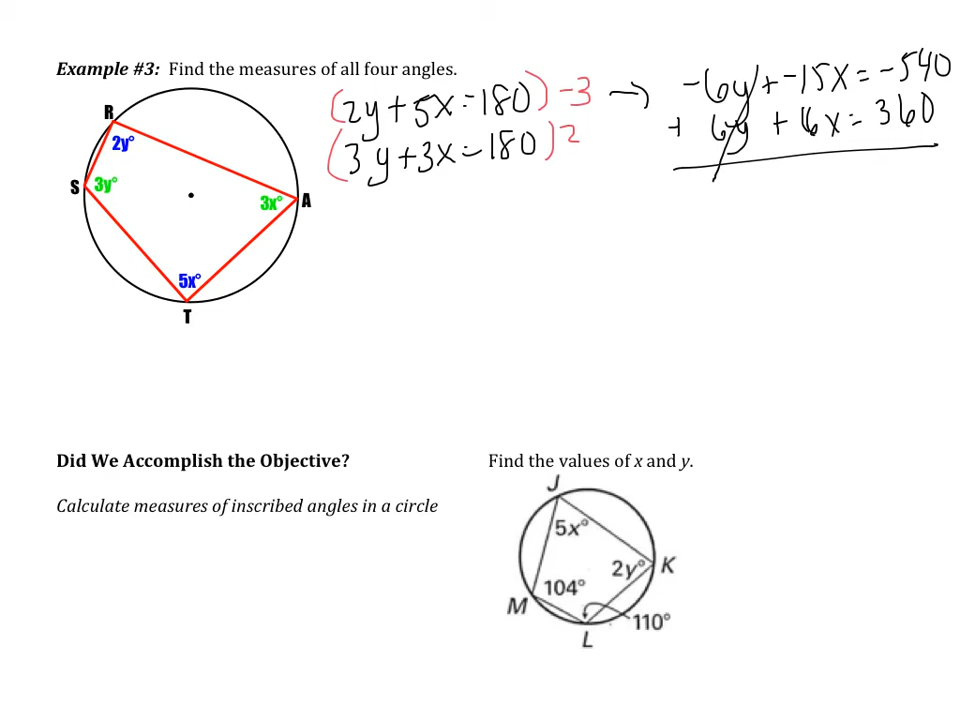 Example #3: Find the measures of all four angles.
(2y + 5x = 180) -3 → -6y + -15x = -540
(3y + 3x = 180) 2 + 6y + 6x = 360
R
2y°
S 3y°
3x° A
5x°
T
Did We Accomplish the Objective?
Calculate measures of inscribed angles in a circle
Find the values of x and y.
J
5x°
2y° K
104°
M
110°
L